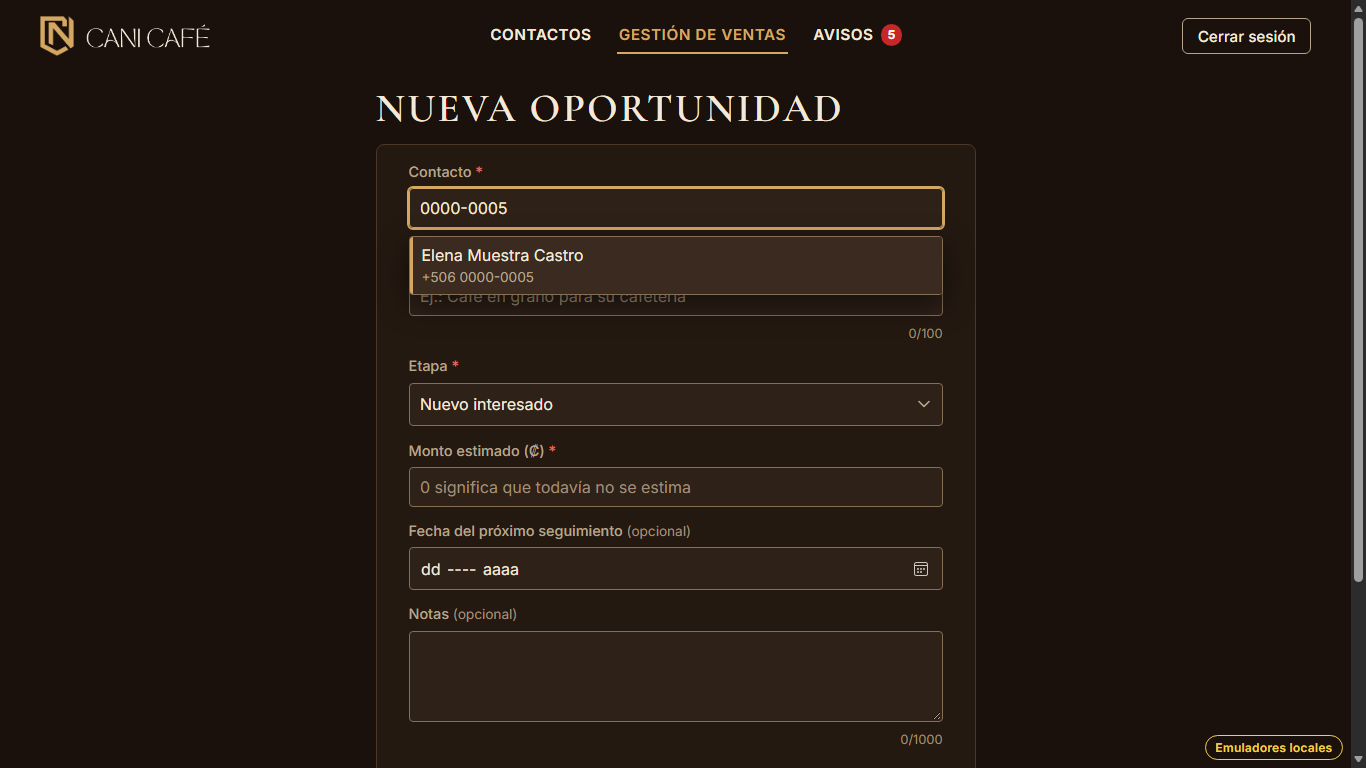 CANI CAFÉ
CONTACTOS
GESTIÓN DE VENTAS
AVISOS 5
Cerrar sesión
NUEVA OPORTUNIDAD
Contacto *
0000-0005
Elena Muestra Castro
+506 0000-0005
Ej.: Café en grano para su cafetería
0/100
Etapa *
Nuevo interesado
Monto estimado (₡) *
0 significa que todavía no se estima
Fecha del próximo seguimiento (opcional)
dd ---- aaaa
Notas (opcional)
0/1000
Emuladores locales